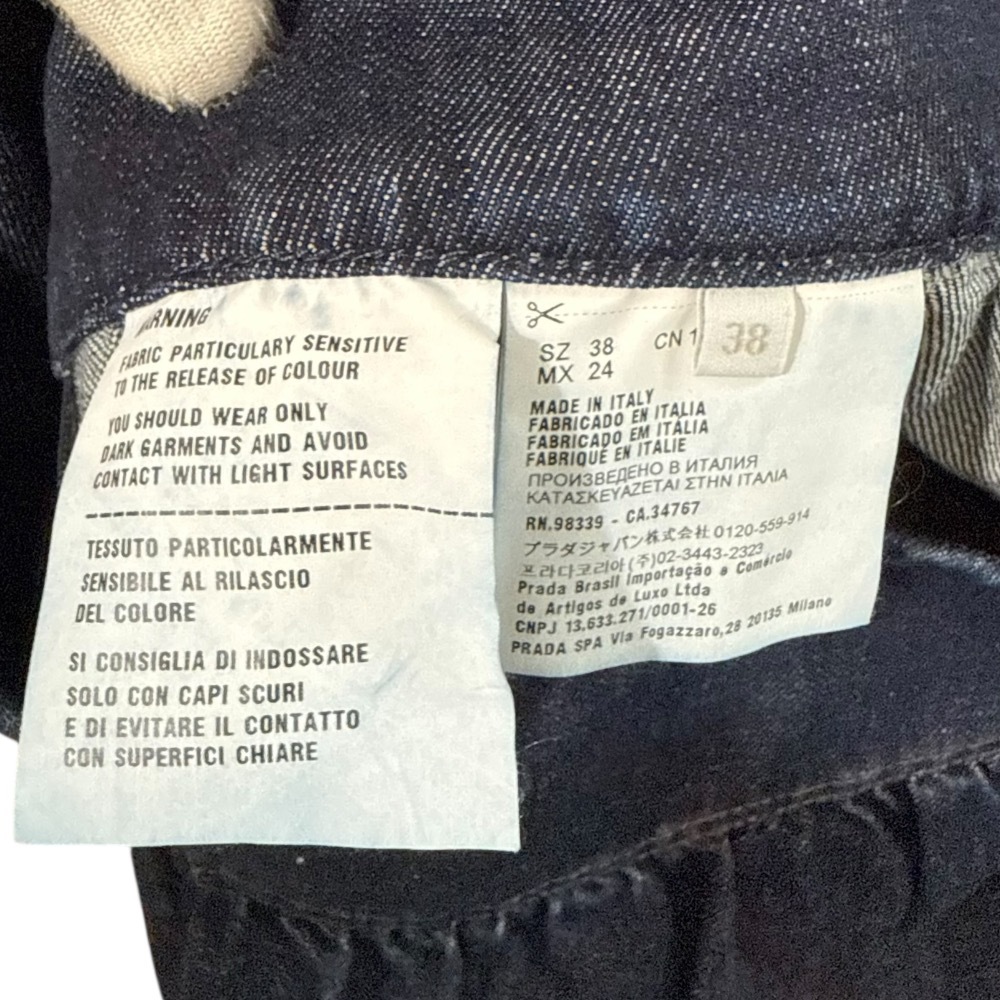 WARNING
FABRIC PARTICULARY SENSITIVE
TO THE RELEASE OF COLOUR
YOU SHOULD WEAR ONLY
DARK GARMENTS AND AVOID
CONTACT WITH LIGHT SURFACES
TESSUTO PARTICOLARMENTE
SENSIBILE AL RILASCIO
DEL COLORE
SI CONSIGLIA DI INDOSSARE
SOLO CON CAPI SCURI
E DI EVITARE IL CONTATTO
CON SUPERFICI CHIARE
SZ 38 CN 1
MX 24
38
MADE IN ITALY
FABRICADO EN ITALIA
FABRICADO EM ITÁLIA
FABRIQUÉ EN ITALIE
ПРОИЗВЕДЕНО В ИТАЛИЯ
ΚΑΤΑΣΚΕΥΑΖΕΤΑΙ ΣΤΗΝ ΙΤΑΛΙΑ
RN.98339 - CA.34767
プラダジャパン株式会社 0120-559-914
프라다코리아(주)02-3443-2323
Prada Brasil Importação e Comércio
de Artigos de Luxo Ltda
CNPJ 13.633.271/0001-26
PRADA SPA Via Fogazzaro,28 20135 Milano